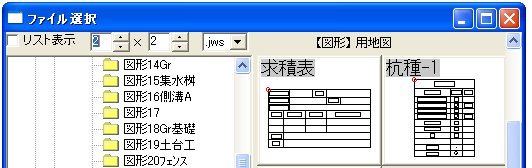 ファイル選択
リスト表示 2 × 2 .jws 【図形】用地図
図形14Gr
図形15集水桝
図形16側溝A
図形17
図形18Gr基礎
図形19土台工
図形20フェンス
求積表
杭種-1